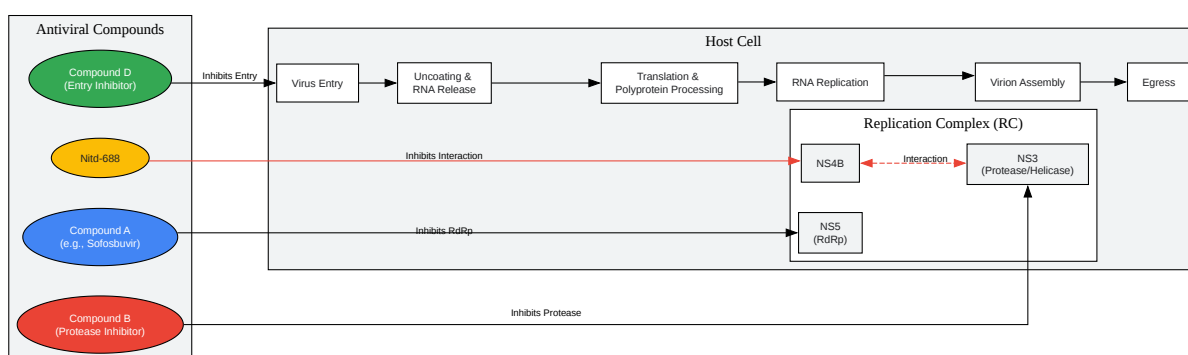 Antiviral Compounds
Host Cell
Compound D
(Entry Inhibitor)
Inhibits Entry
Virus Entry
Uncoating &
RNA Release
Translation &
Polyprotein Processing
RNA Replication
Virion Assembly
Egress
Replication Complex (RC)
Nitd-688
Inhibits Interaction
NS4B
Interaction
NS3
(Protease/Helicase)
Compound A
(e.g., Sofosbuvir)
Inhibits RdRp
NS5
(RdRp)
Compound B
(Protease Inhibitor)
Inhibits Protease